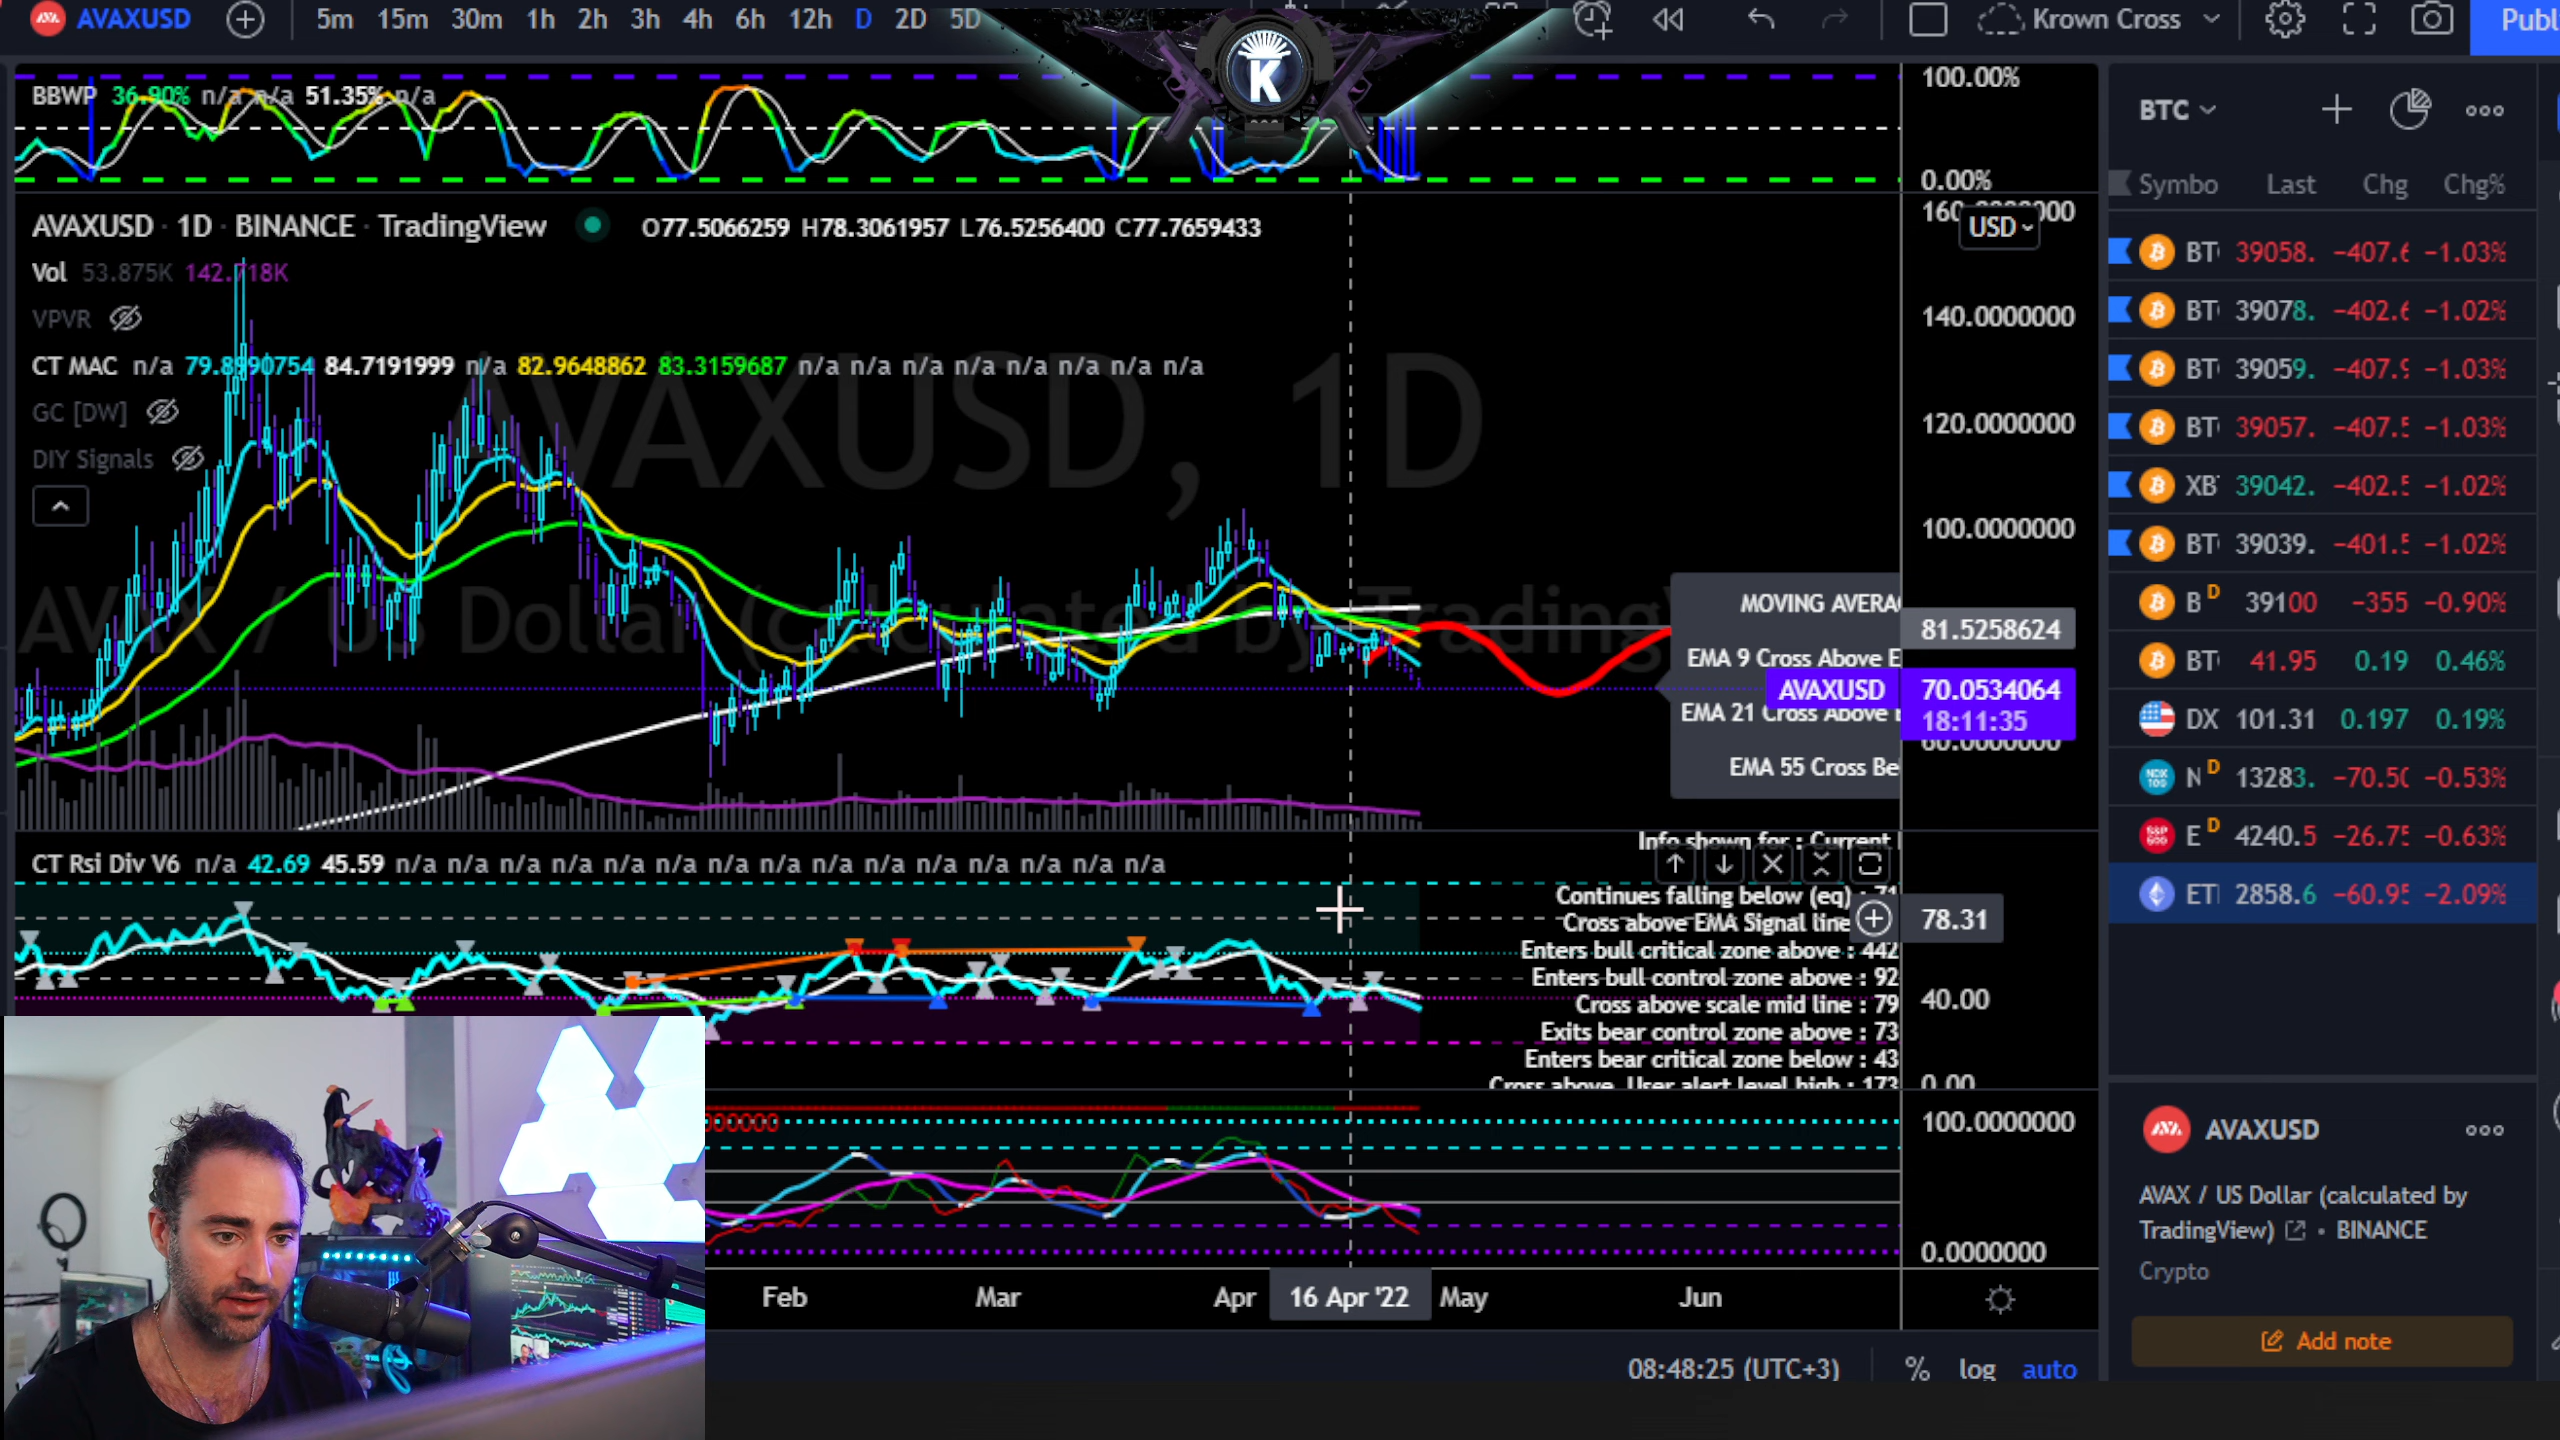 AVAXUSD 5m 15m 30m 1h 2h 3h 4h 6h 12h D 2D 5D Krown Cross Publ
BBWP 36.90% n/a n/a 51.35% n/a
100.00%
0.00%
K
AVAXUSD · 1D · BINANCE · TradingView O77.5066259 H78.3061957 L76.5256400 C77.7659433
USD
Vol 53.875K 142.718K
VPVR
CT MAC n/a 79.8990754 84.7191999 n/a 82.9648862 83.3159687 n/a n/a n/a n/a n/a n/a n/a n/a
GC [DW]
DIY Signals
AVAXUSD, 1D
140.0000000
120.0000000
100.0000000
MOVING AVERA
81.5258624
EMA 9 Cross Above E
AVAXUSD 70.0534064
18:11:35
EMA 21 Cross Above
60.0000000
EMA 55 Cross Be
CT Rsi Div V6 n/a 42.69 45.59 n/a n/a n/a n/a n/a n/a n/a n/a n/a n/a n/a n/a n/a n/a n/a
Info shown for : Current
Continues falling below (eq) : 71
Cross above EMA Signal line
78.31
Enters bull critical zone above : 442
Enters bull control zone above : 92
Cross above scale mid line : 79
40.00
Exits bear control zone above : 73
Enters bear critical zone below : 43
Cross above User alert level high : 173
0.00
100.0000000
0.0000000
Feb Mar Apr 16 Apr '22 May Jun
08:48:25 (UTC+3) % log auto
BTC
Symbo Last Chg Chg%
BT 39058. −407.6 −1.03%
BT 39078. −402.6 −1.02%
BT 39059. −407.9 −1.03%
BT 39057. −407.5 −1.03%
XB 39042. −402.5 −1.02%
BT 39039. −401.5 −1.02%
B D 39100 −355 −0.90%
BT 41.95 0.19 0.46%
DX 101.31 0.197 0.19%
NDX 100 N D 13283. −70.50 −0.53%
S&P 500 E D 4240.5 −26.75 −0.63%
ET 2858.6 −60.95 −2.09%
AVAXUSD
AVAX / US Dollar (calculated by
TradingView) • BINANCE
Crypto
Add note